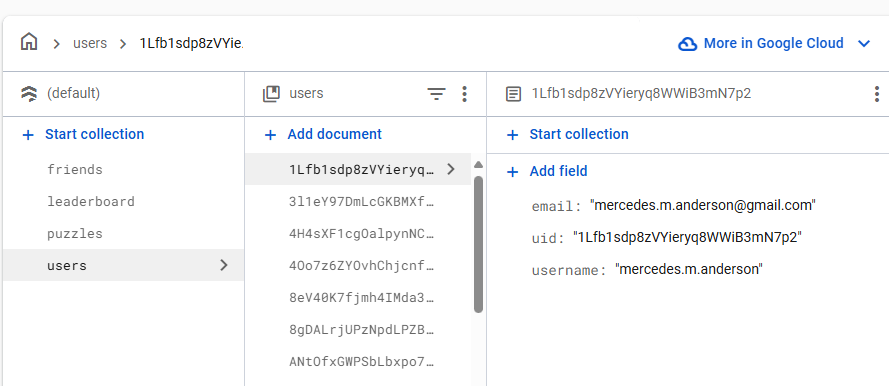 users
1Lfb1sdp8zVYie.
More in Google Cloud
(default)
users
1Lfb1sdp8zVYieryq8WWiB3mN7p2
+ Start collection
+ Add document
+ Start collection
friends
leaderboard
puzzles
users
1Lfb1sdp8zVYieryq…
3l1eY97DmLcGKBMXf…
4H4sXF1cgOalpynNC…
4Oo7z6ZYOvhChjcnf…
8eV40K7fjmh4IMda3…
8gDALrjUPzNpdLPZB…
ANtOfxGWPSbLbxpo7…
+ Add field
email: "mercedes.m.anderson@gmail.com"
uid: "1Lfb1sdp8zVYieryq8WWiB3mN7p2"
username: "mercedes.m.anderson"